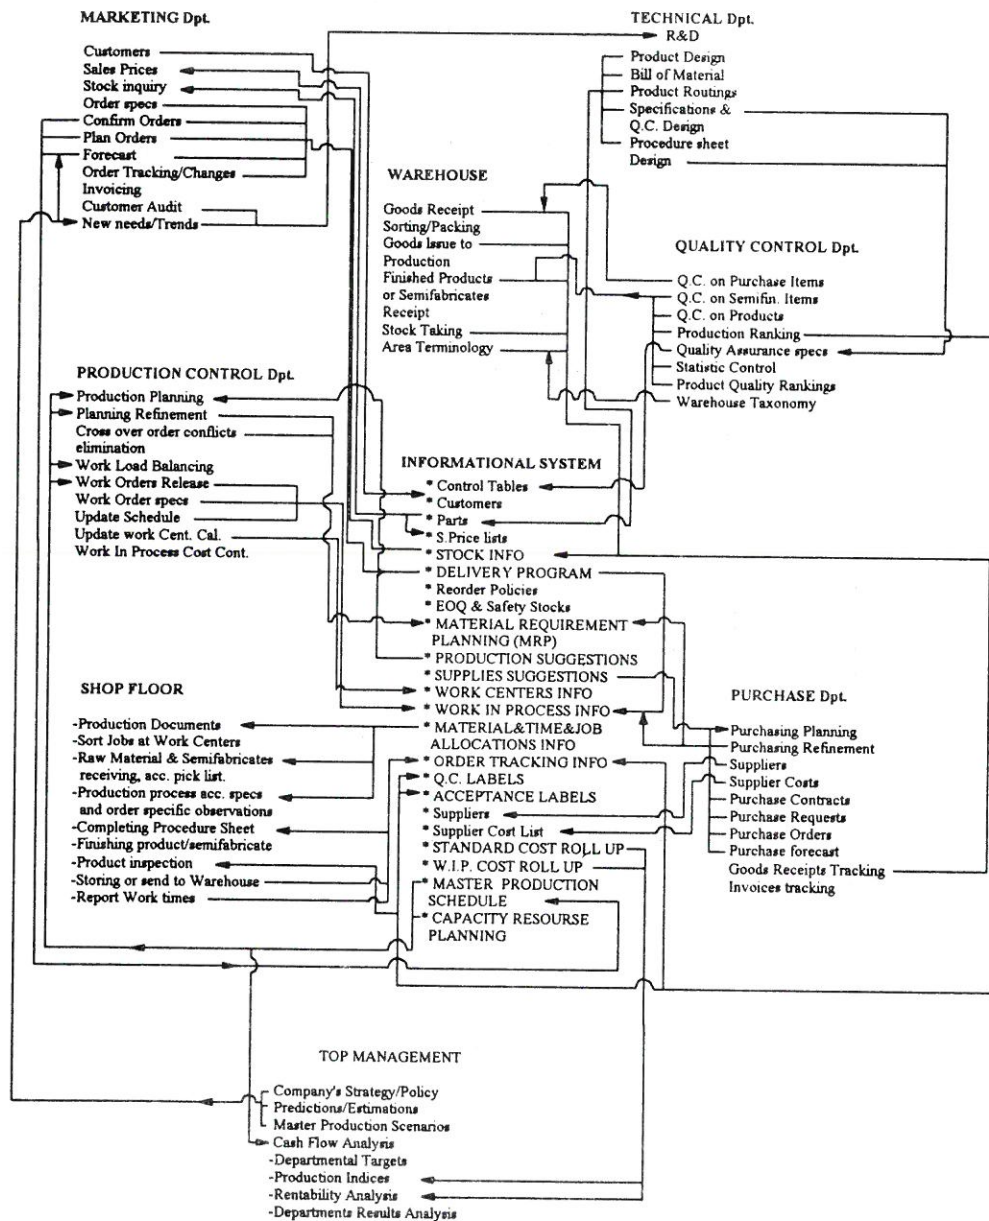 MARKETING Dpt.
Customers
Sales Prices
Stock inquiry
Order specs
Confirm Orders
Plan Orders
Forecast
Order Tracking/Changes
Invoicing
Customer Audit
New needs/Trends
TECHNICAL Dpt.
R&D
Product Design
Bill of Material
Product Routings
Specifications &
Q.C. Design
Procedure sheet
Design
WAREHOUSE
Goods Receipt
Sorting/Packing
Goods Issue to
Production
Finished Products
or Semifabricates
Receipt
Stock Taking
Area Terminology
QUALITY CONTROL Dpt.
Q.C. on Purchase Items
Q.C. on Semifin. Items
Q.C. on Products
Production Ranking
Quality Assurance specs
Statistic Control
Product Quality Rankings
Warehouse Taxonomy
PRODUCTION CONTROL Dpt.
Production Planning
Planning Refinement
Cross over order conflicts
elimination
Work Load Balancing
Work Orders Release
Work Order specs
Update Schedule
Update work Cent. Cal.
Work In Process Cost Cont.
INFORMATIONAL SYSTEM
* Control Tables
* Customers
* Parts
* S.Price lists
* STOCK INFO
* DELIVERY PROGRAM
* Reorder Policies
* EOQ & Safety Stocks
* MATERIAL REQUIREMENT
PLANNING (MRP)
* PRODUCTION SUGGESTIONS
* SUPPLIES SUGGESTIONS
* WORK CENTERS INFO
* WORK IN PROCESS INFO
* MATERIAL&TIME&JOB
ALLOCATIONS INFO
* ORDER TRACKING INFO
* Q.C. LABELS
* ACCEPTANCE LABELS
* Suppliers
* Supplier Cost List
* STANDARD COST ROLL UP
* W.I.P. COST ROLL UP
* MASTER PRODUCTION
SCHEDULE
* CAPACITY RESOURSE
PLANNING
SHOP FLOOR
-Production Documents
-Sort Jobs at Work Centers
-Raw Material & Semifabricates
receiving, acc. pick list.
-Production process acc. specs
and order specific observations
-Completing Procedure Sheet
-Finishing product/semifabricate
-Product inspection
-Storing or send to Warehouse
-Report Work times
PURCHASE Dpt.
Purchasing Planning
Purchasing Refinement
Suppliers
Supplier Costs
Purchase Contracts
Purchase Requests
Purchase Orders
Purchase forecast
Goods Receipts Tracking
Invoices tracking
TOP MANAGEMENT
Company's Strategy/Policy
Predictions/Estimations
Master Production Scenarios
Cash Flow Analysis
-Departmental Targets
-Production Indices
-Rentability Analysis
-Departments Results Analysis